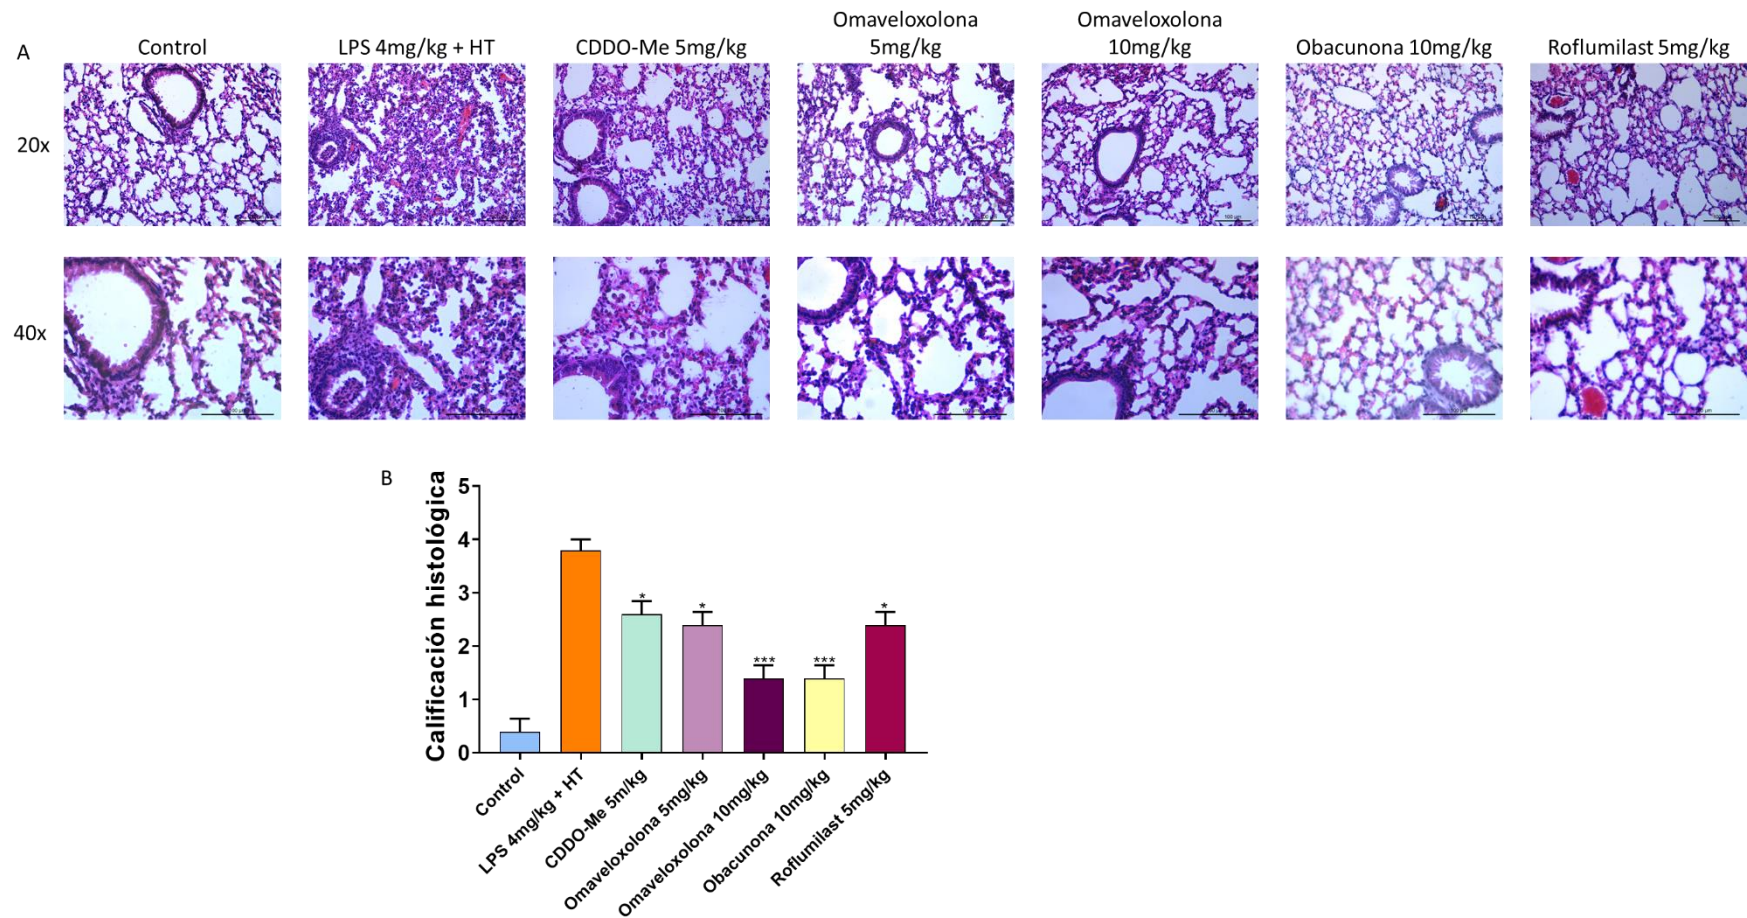 A
Control
LPS 4mg/kg + HT
CDDO-Me 5mg/kg
Omaveloxolona
5mg/kg
Omaveloxolona
10mg/kg
Obacunona 10mg/kg
Roflumilast 5mg/kg
20x
100 µm
40x
B
Calificación histológica
5
4
3
2
1
0
*
*
***
***
*
Control
LPS 4mg/kg + HT
CDDO-Me 5m/kg
Omaveloxolona 5mg/kg
Omaveloxolona 10mg/kg
Obacunona 10mg/kg
Roflumilast 5mg/kg